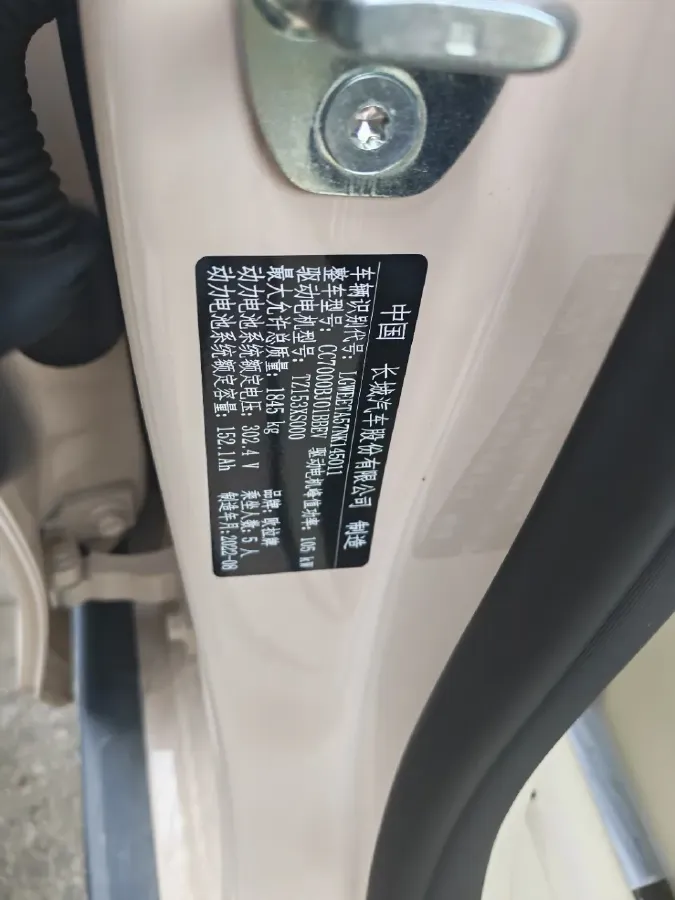 中国 长城汽车股份有限公司 制造
车辆识别代号: LGWEETA57NK145011
整车型号: CC7000BJ01BBEV 驱动电机峰值功率: 105 kW
驱动电机型号: TZ153XS000
最大允许总质量: 1845 kg 品牌: 欧拉牌
动力电池系统额定电压: 302.4 V 乘坐人数: 5 人
动力电池系统额定容量: 152.1Ah 制造年月: 2022-08